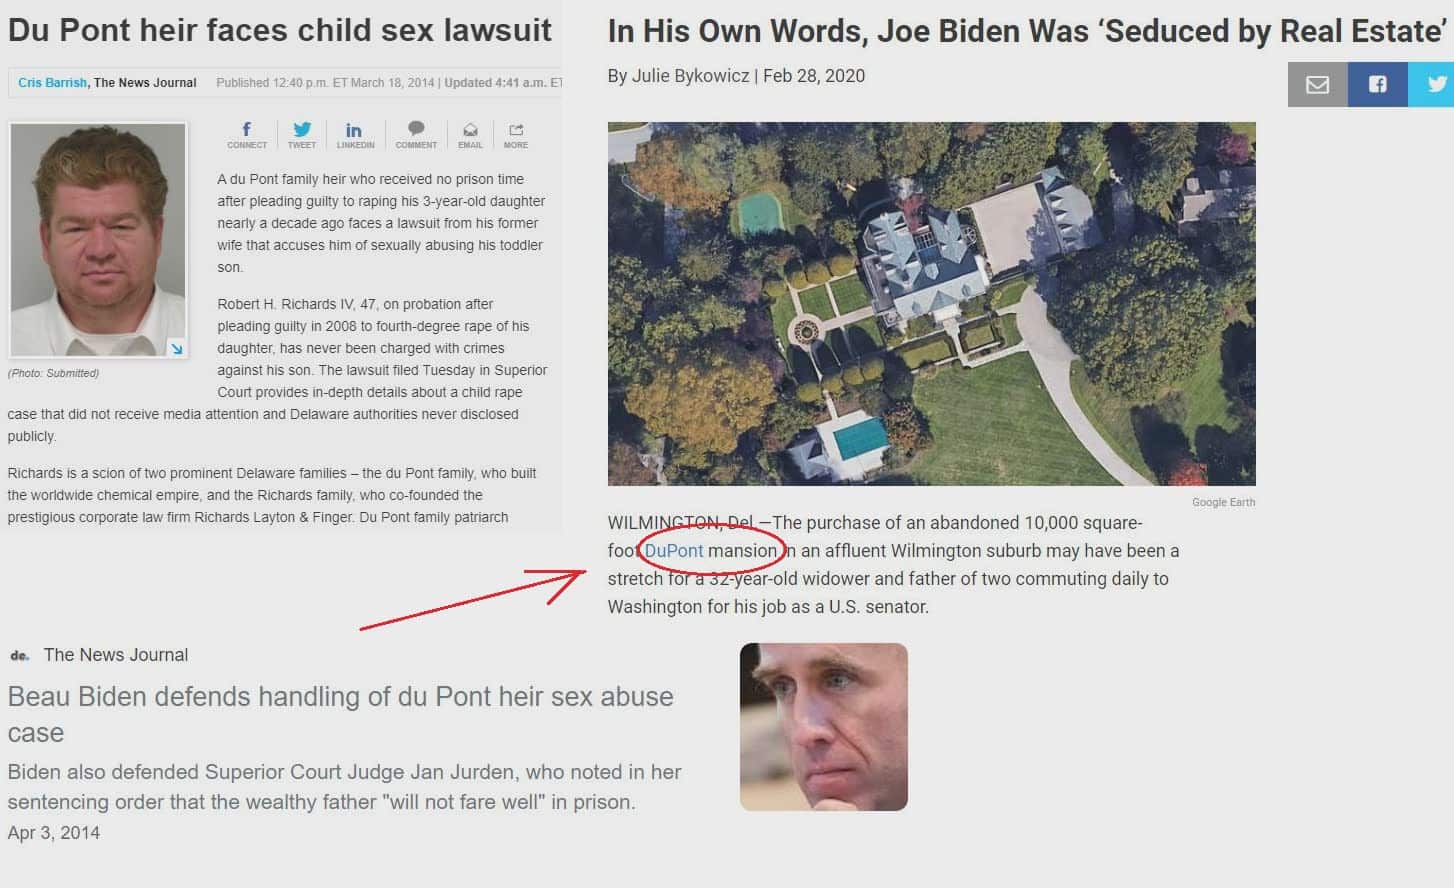 Du Pont heir faces child sex lawsuit
Cris Barrish, The News Journal Published 12:40 p.m. ET March 18, 2014 | Updated 4:41 a.m. ET
CONNECT TWEET LINKEDIN COMMENT EMAIL MORE
A du Pont family heir who received no prison time
after pleading guilty to raping his 3-year-old daughter
nearly a decade ago faces a lawsuit from his former
wife that accuses him of sexually abusing his toddler
son.
Robert H. Richards IV, 47, on probation after
pleading guilty in 2008 to fourth-degree rape of his
daughter, has never been charged with crimes
against his son. The lawsuit filed Tuesday in Superior
Court provides in-depth details about a child rape
(Photo: Submitted)
case that did not receive media attention and Delaware authorities never disclosed
publicly.
Richards is a scion of two prominent Delaware families – the du Pont family, who built
the worldwide chemical empire, and the Richards family, who co-founded the
prestigious corporate law firm Richards Layton & Finger. Du Pont family patriarch
In His Own Words, Joe Biden Was ‘Seduced by Real Estate’
By Julie Bykowicz | Feb 28, 2020
Google Earth
WILMINGTON, Del.—The purchase of an abandoned 10,000 square-
foot DuPont mansion in an affluent Wilmington suburb may have been a
stretch for a 32-year-old widower and father of two commuting daily to
Washington for his job as a U.S. senator.
de. The News Journal
Beau Biden defends handling of du Pont heir sex abuse
case
Biden also defended Superior Court Judge Jan Jurden, who noted in her
sentencing order that the wealthy father "will not fare well" in prison.
Apr 3, 2014